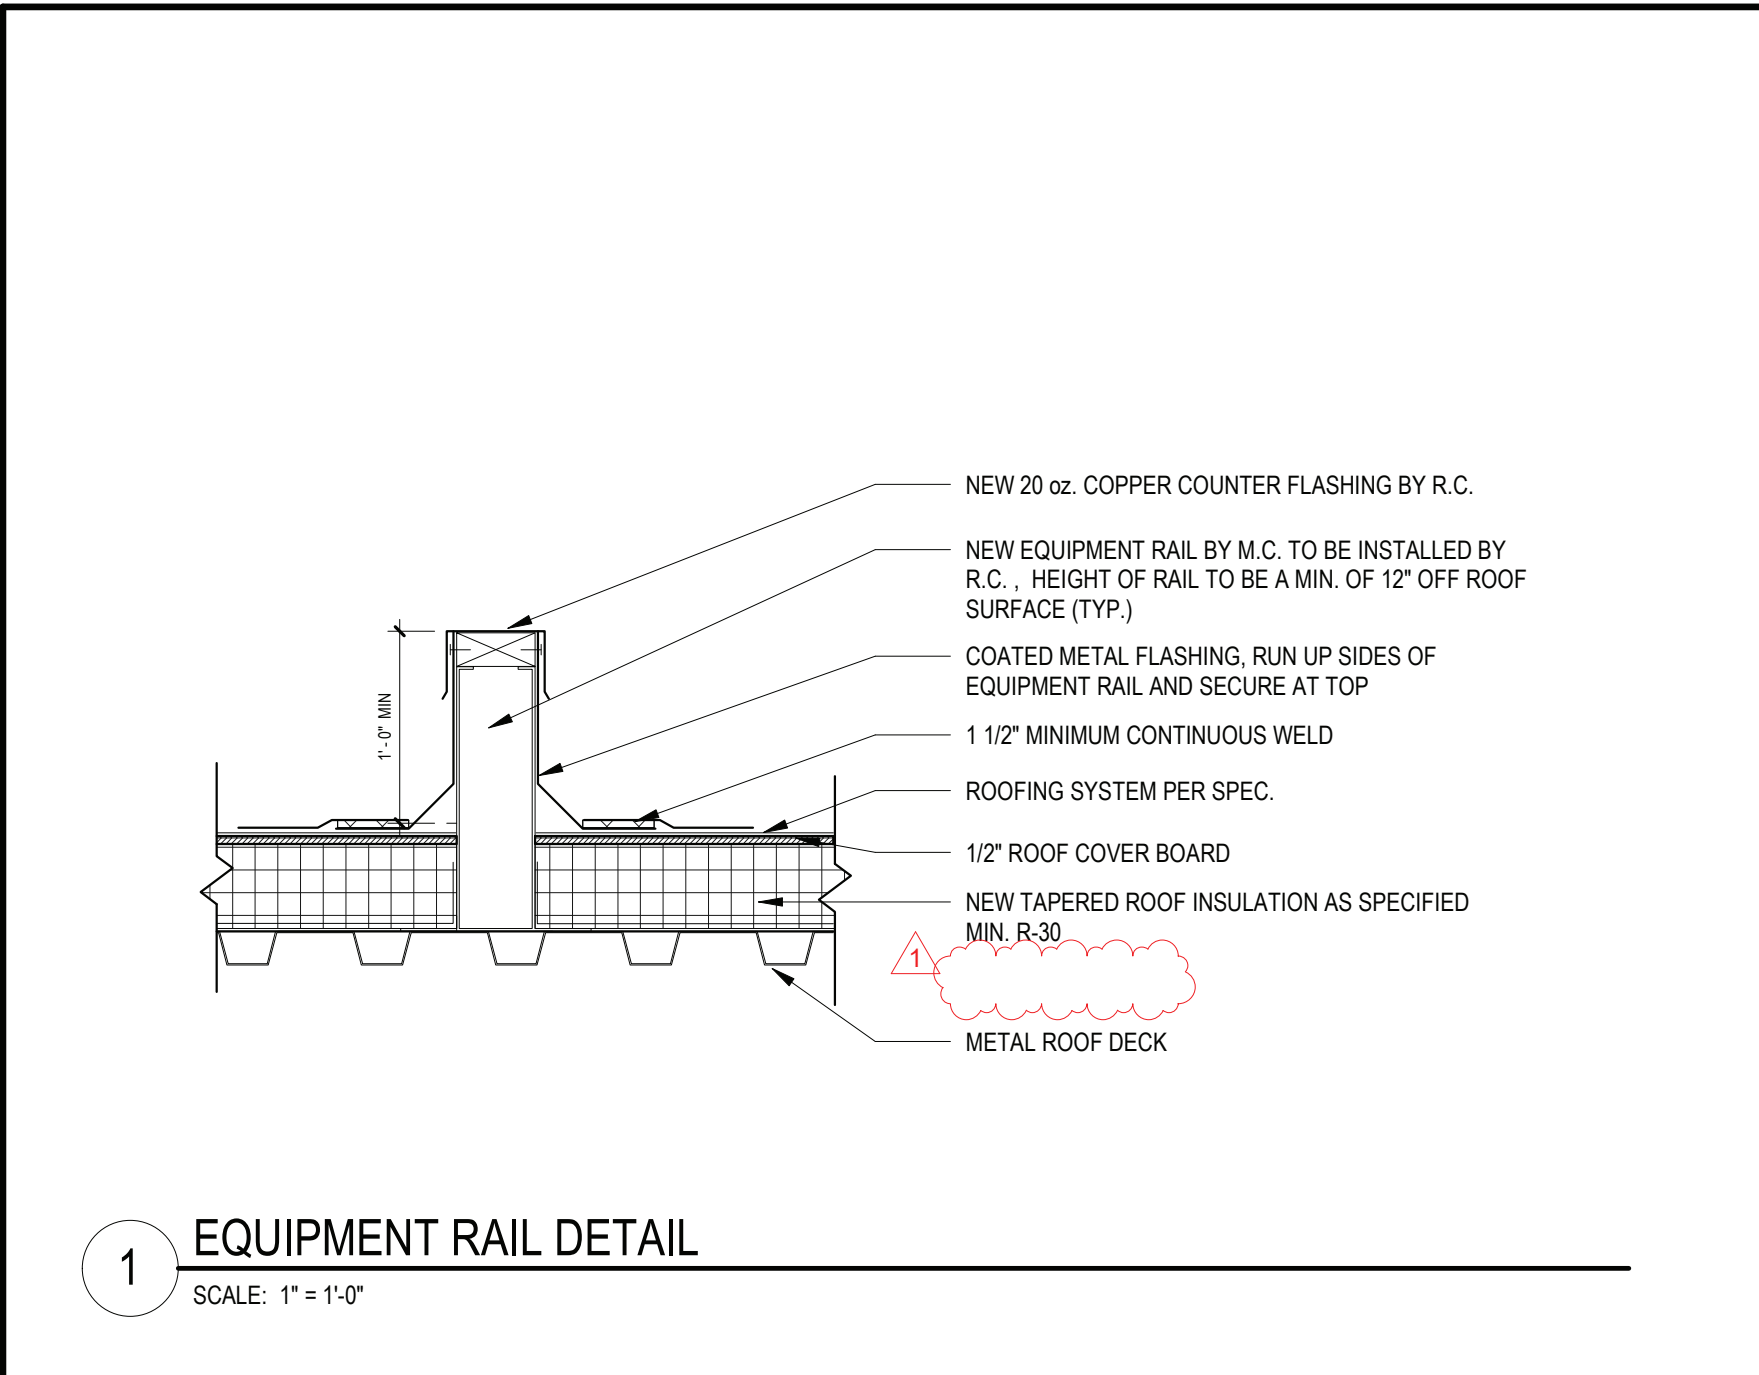 NEW 20 oz. COPPER COUNTER FLASHING BY R.C.
NEW EQUIPMENT RAIL BY M.C. TO BE INSTALLED BY
R.C. , HEIGHT OF RAIL TO BE A MIN. OF 12" OFF ROOF
SURFACE (TYP.)
COATED METAL FLASHING, RUN UP SIDES OF
EQUIPMENT RAIL AND SECURE AT TOP
1'-0" MIN
1 1/2" MINIMUM CONTINUOUS WELD
ROOFING SYSTEM PER SPEC.
1/2" ROOF COVER BOARD
NEW TAPERED ROOF INSULATION AS SPECIFIED
MIN. R-30
1
METAL ROOF DECK
1
EQUIPMENT RAIL DETAIL
SCALE: 1" = 1'-0"